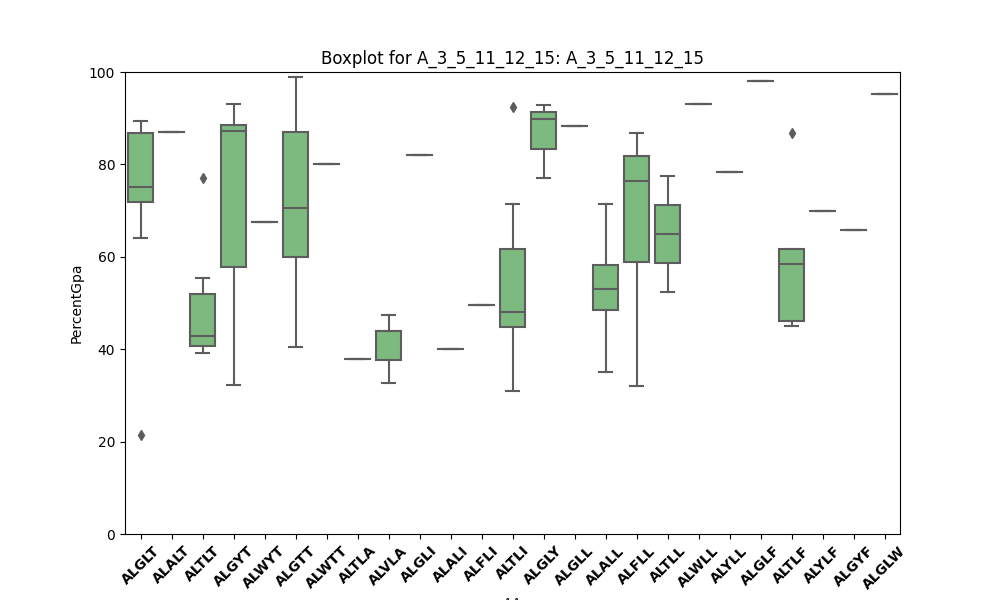 Boxplot for A_3_5_11_12_15: A_3_5_11_12_15
PercentGpa
100
80
60
40
20
0
ALGLT
ALALT
ALTLT
ALGYT
ALWYT
ALGTT
ALWTT
ALTLA
ALVLA
ALGLI
ALALI
ALFLI
ALTLI
ALGLY
ALGLL
ALALL
ALFLL
ALTLL
ALWLL
ALYLL
ALGLF
ALTLF
ALYLF
ALGYF
ALGLW